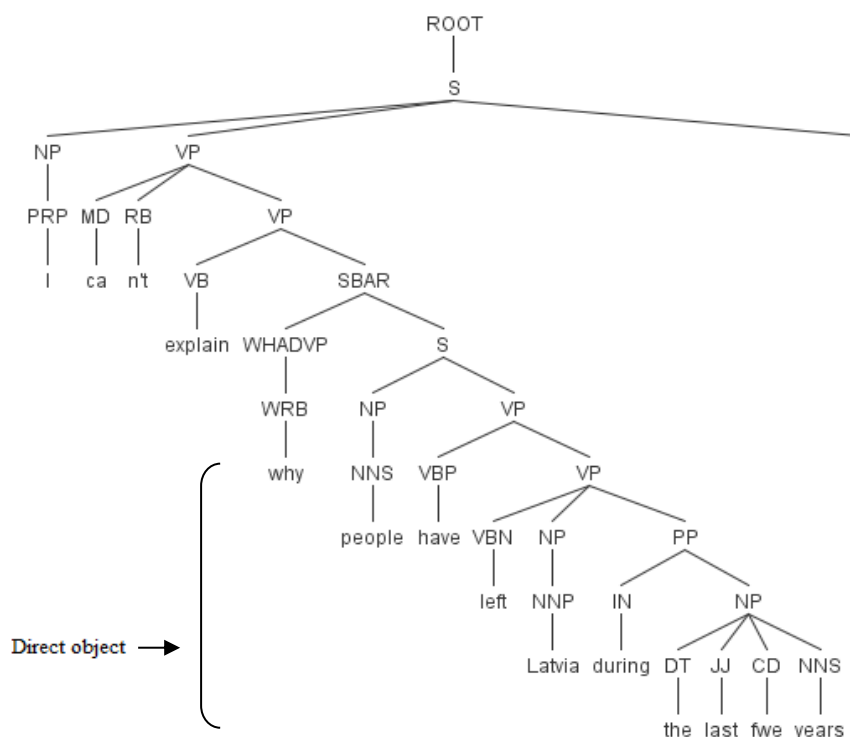 ROOT
S
NP VP
PRP MD RB VP
I ca n't VB SBAR
explain WHADVP S
WRB NP VP
why NNS VBP VP
people have VBN NP PP
left NNP IN NP
Direct object
Latvia during DT JJ CD NNS
the last fwe years